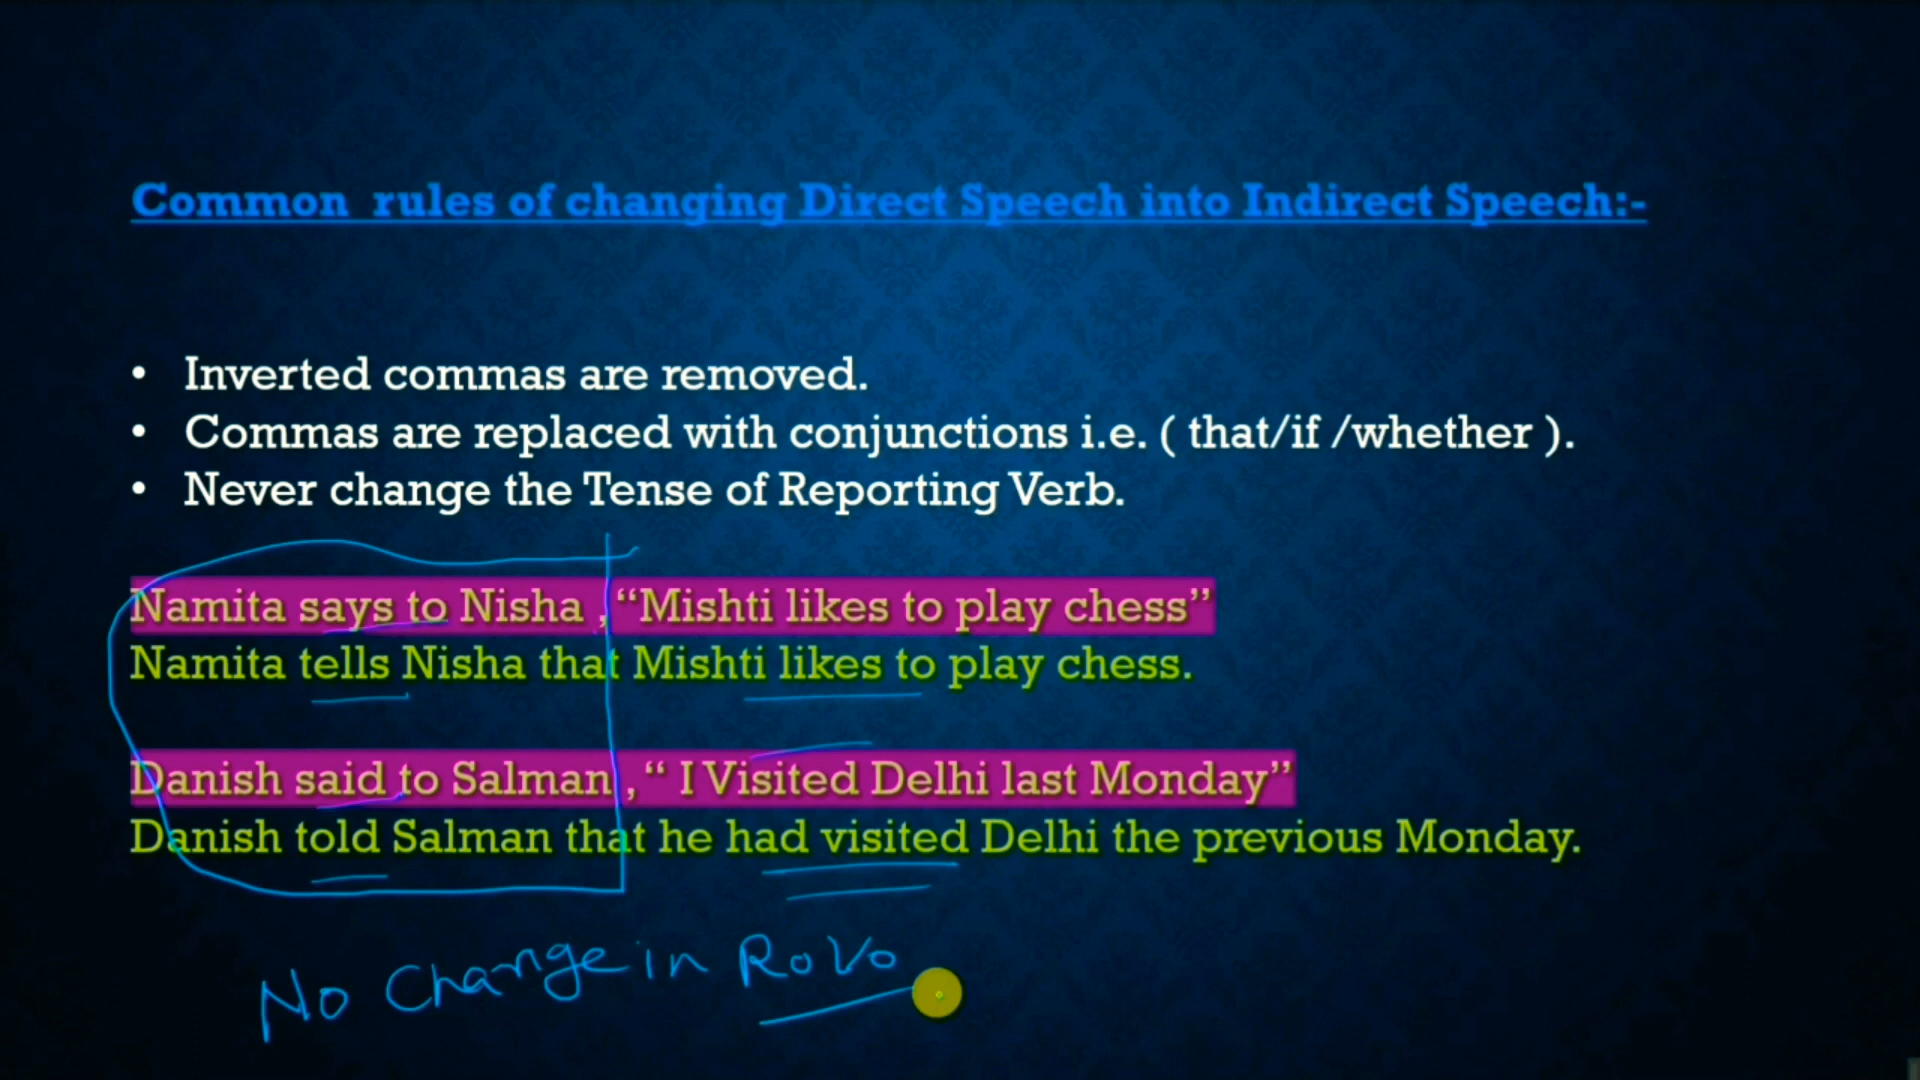 Common rules of changing Direct Speech into Indirect Speech:-
• Inverted commas are removed.
• Commas are replaced with conjunctions i.e. ( that/if /whether ).
• Never change the Tense of Reporting Verb.
Namita says to Nisha , “Mishti likes to play chess”
Namita tells Nisha that Mishti likes to play chess.
Danish said to Salman , “ I Visited Delhi last Monday”
Danish told Salman that he had visited Delhi the previous Monday.
No Change in RoVo